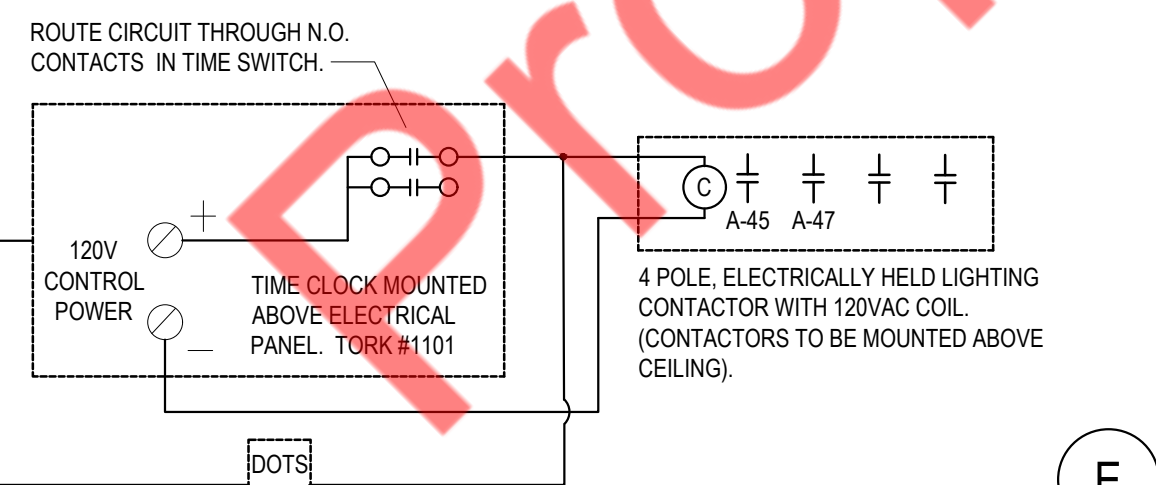 ROUTE CIRCUIT THROUGH N.O.
CONTACTS IN TIME SWITCH.
120V
CONTROL
POWER
+
—
TIME CLOCK MOUNTED
ABOVE ELECTRICAL
PANEL. TORK #1101
C
A-45 A-47
4 POLE, ELECTRICALLY HELD LIGHTING
CONTACTOR WITH 120VAC COIL.
(CONTACTORS TO BE MOUNTED ABOVE
CEILING).
DOTS